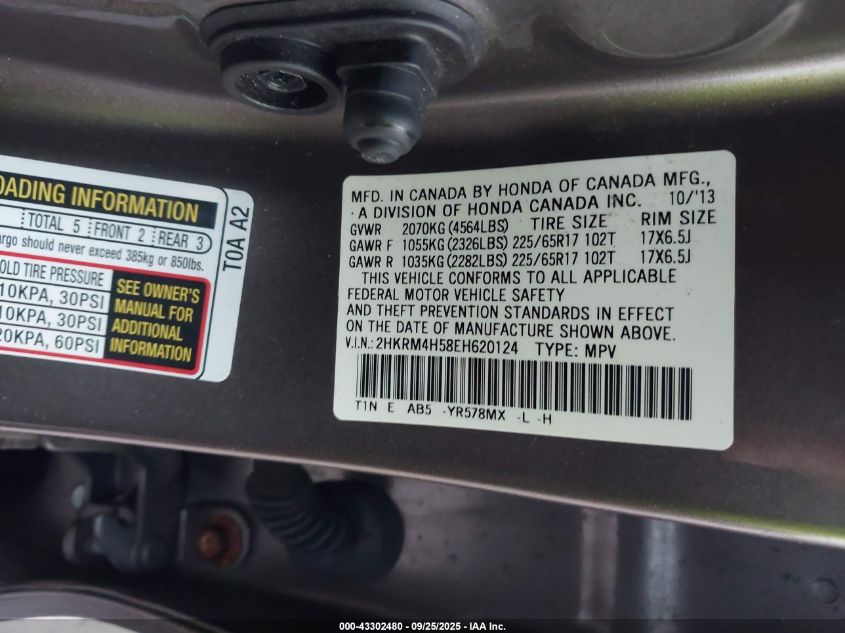 OADING INFORMATION
TOTAL 5 FRONT 2 REAR 3
argo should never exceed 385kg or 850lbs.
OLD TIRE PRESSURE
10KPA, 30PSI
10KPA, 30PSI
20KPA, 60PSI
SEE OWNER'S
MANUAL FOR
ADDITIONAL
INFORMATION
T0A A2
MFD. IN CANADA BY HONDA OF CANADA MFG.,
A DIVISION OF HONDA CANADA INC. 10/'13
GVWR 2070KG (4564LBS) TIRE SIZE RIM SIZE
GAWR F 1055KG (2326LBS) 225/65R17 102T 17X6.5J
GAWR R 1035KG (2282LBS) 225/65R17 102T 17X6.5J
THIS VEHICLE CONFORMS TO ALL APPLICABLE
FEDERAL MOTOR VEHICLE SAFETY
AND THEFT PREVENTION STANDARDS IN EFFECT
ON THE DATE OF MANUFACTURE SHOWN ABOVE.
V.I.N.: 2HKRM4H58EH620124 TYPE: MPV
T1N E AB5 -YR578MX -L -H
000-43302480 - 09/25/2025 - IAA Inc.